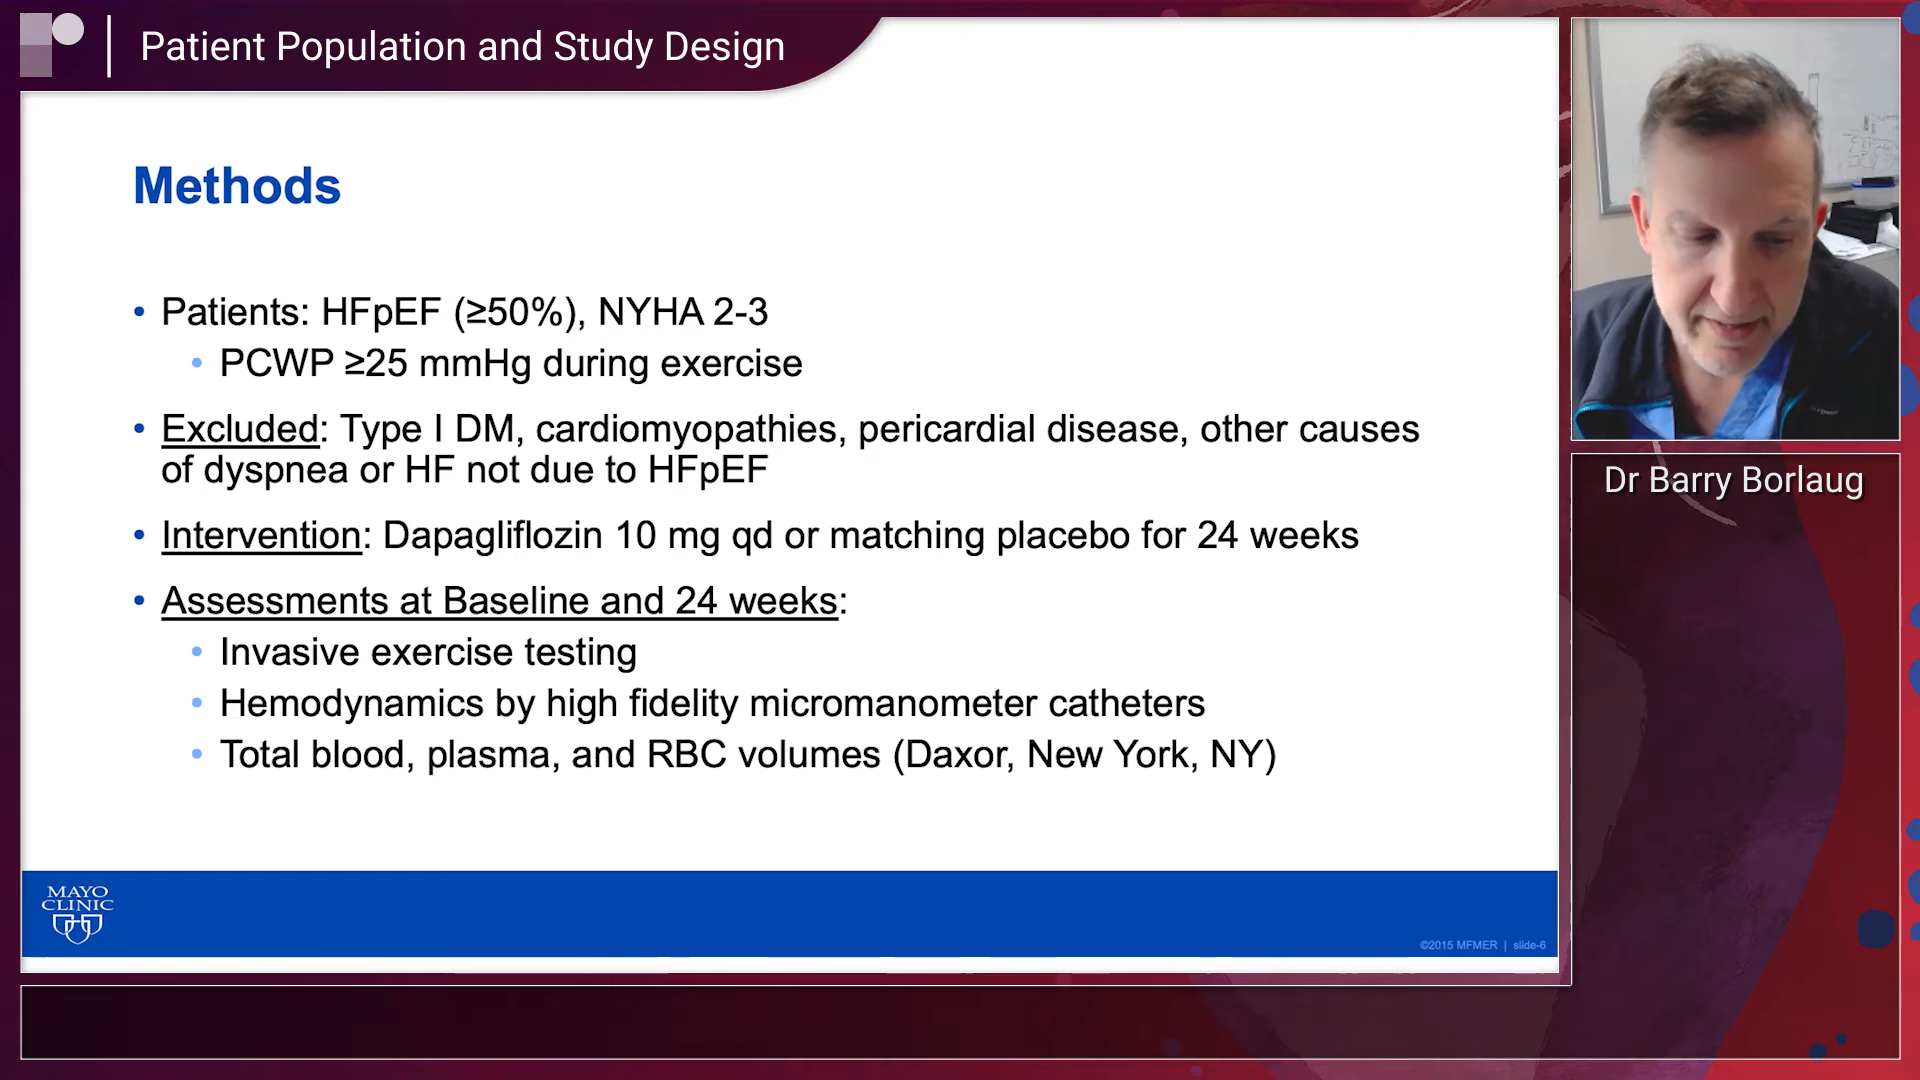 Patient Population and Study Design
Methods
• Patients: HFpEF (≥50%), NYHA 2-3
• PCWP ≥25 mmHg during exercise
• Excluded: Type I DM, cardiomyopathies, pericardial disease, other causes
of dyspnea or HF not due to HFpEF
• Intervention: Dapagliflozin 10 mg qd or matching placebo for 24 weeks
• Assessments at Baseline and 24 weeks:
• Invasive exercise testing
• Hemodynamics by high fidelity micromanometer catheters
• Total blood, plasma, and RBC volumes (Daxor, New York, NY)
MAYO
CLINIC
©2015 MFMER | slide-6
Dr Barry Borlaug